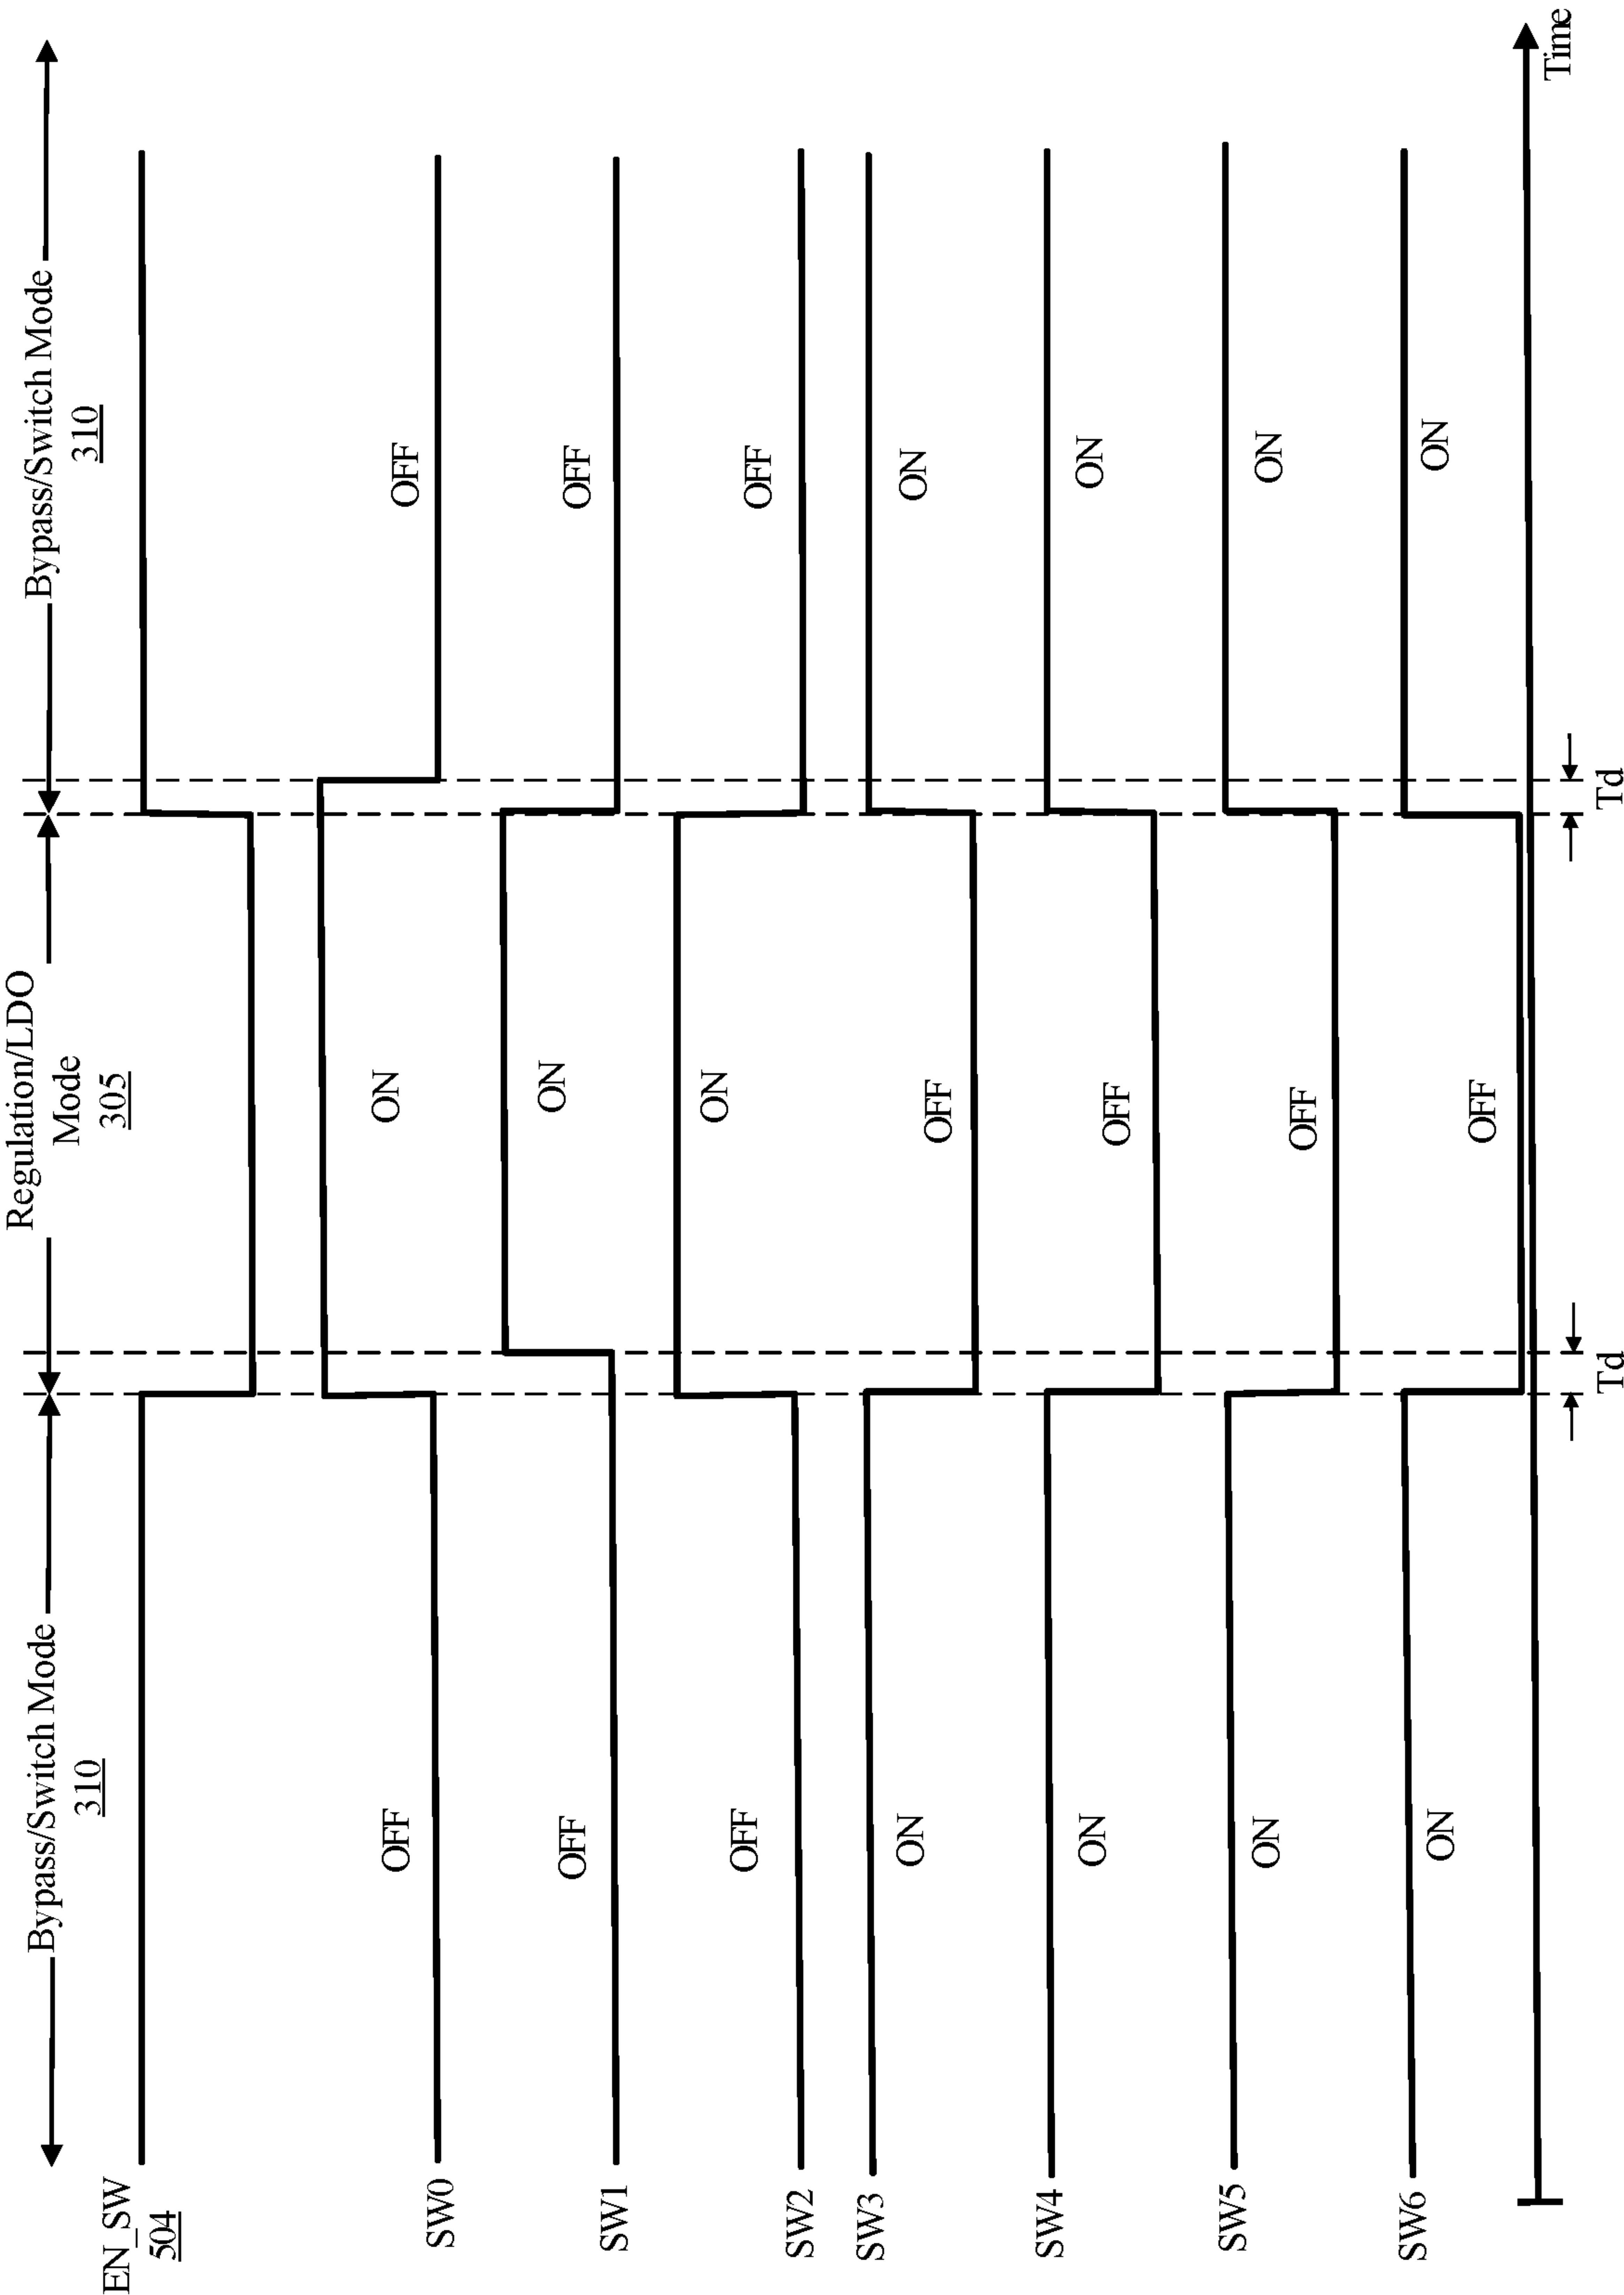 Bypass/Switch Mode
310
Regulation/LDO
Mode
305
Bypass/Switch Mode
310
EN_SW
504
SW0
OFF
ON
OFF
SW1
OFF
ON
OFF
SW2
OFF
ON
OFF
SW3
ON
OFF
ON
SW4
ON
OFF
ON
SW5
ON
OFF
ON
SW6
ON
OFF
ON
Time
Td
Td